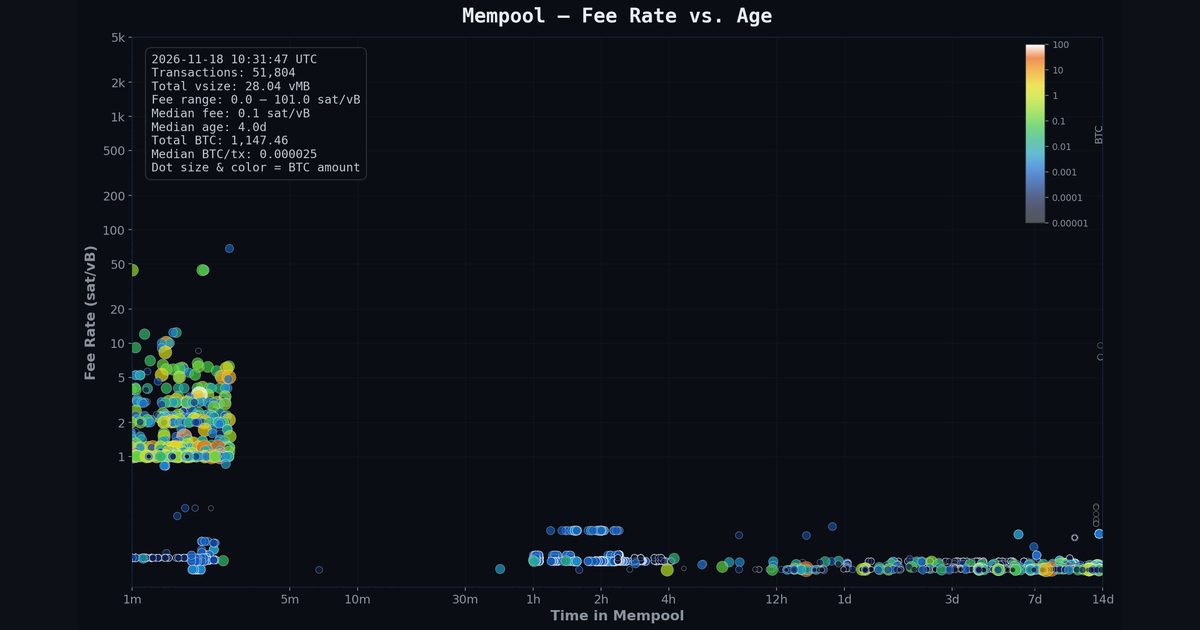 Mempool — Fee Rate vs. Age
2026-11-18 10:31:47 UTC
Transactions: 51,804
Total vsize: 28.04 vMB
Fee range: 0.0 – 101.0 sat/vB
Median fee: 0.1 sat/vB
Median age: 4.0d
Total BTC: 1,147.46
Median BTC/tx: 0.000025
Dot size & color = BTC amount
100
10
1
0.1
0.01
0.001
0.0001
0.00001
BTC
Fee Rate (sat/vB)
5k
2k
1k
500
200
100
50
20
10
5
2
1
1m
5m
10m
30m
1h
2h
4h
12h
1d
3d
7d
14d
Time in Mempool